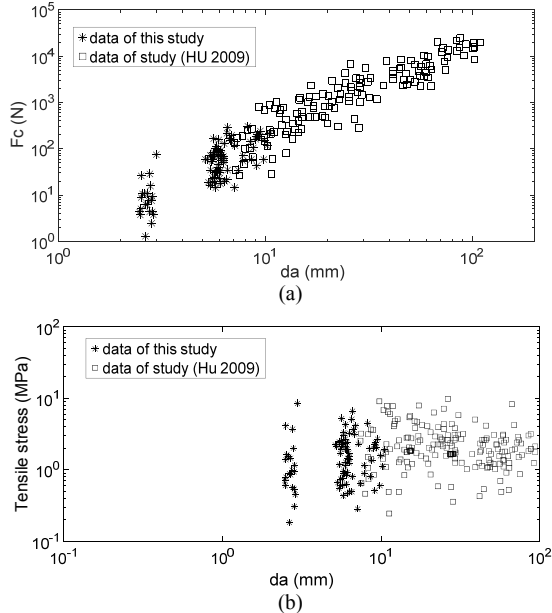 (a)
10^5
10^4
10^3
10^2
10^1
10^0
Fc (N)
data of this study
data of study (HU 2009)
10^0
10^1
10^2
da (mm)
(a)
10^2
10^1
10^0
10^-1
Tensile stress (MPa)
data of this study
data of study (Hu 2009)
10^-1
10^0
10^1
10^2
da (mm)
(b)